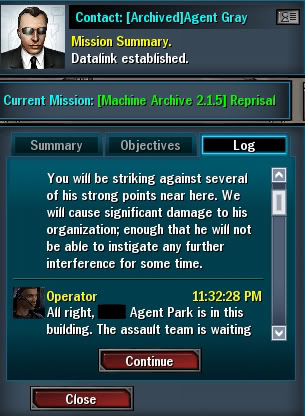 Contact: [Archived]Agent Gray
Mission Summary.
Datalink established.
Current Mission: [Machine Archive 2.1.5] Reprisal
Summary
Objectives
Log
You will be striking against several
of his strong points near here. We
will cause significant damage to his
organization; enough that he will not
be able to instigate any further
interference for some time.
Operator
11:32:28 PM
All right, Agent Park is in this
building. The assault team is waiting
Continue
Close